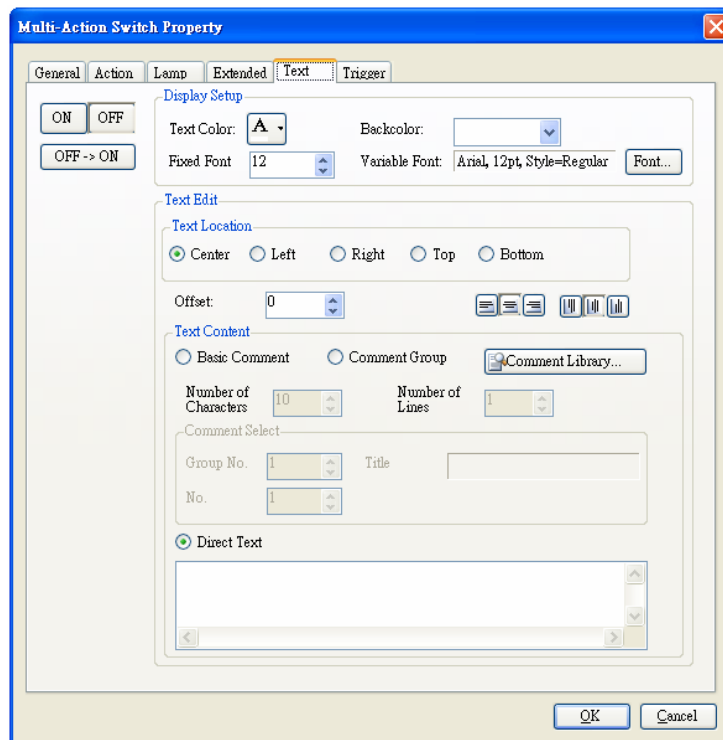 Multi-Action Switch Property
General Action Lamp Extended Text Trigger
ON OFF
OFF -> ON
Display Setup
Text Color: A Backcolor:
Fixed Font 12 Variable Font: Arial, 12pt, Style=Regular Font...
Text Edit
Text Location
Center Left Right Top Bottom
Offset: 0
Text Content
Basic Comment Comment Group Comment Library...
Number of Characters 10 Number of Lines 1
Comment Select
Group No. 1 Title
No. 1
Direct Text
OK Cancel